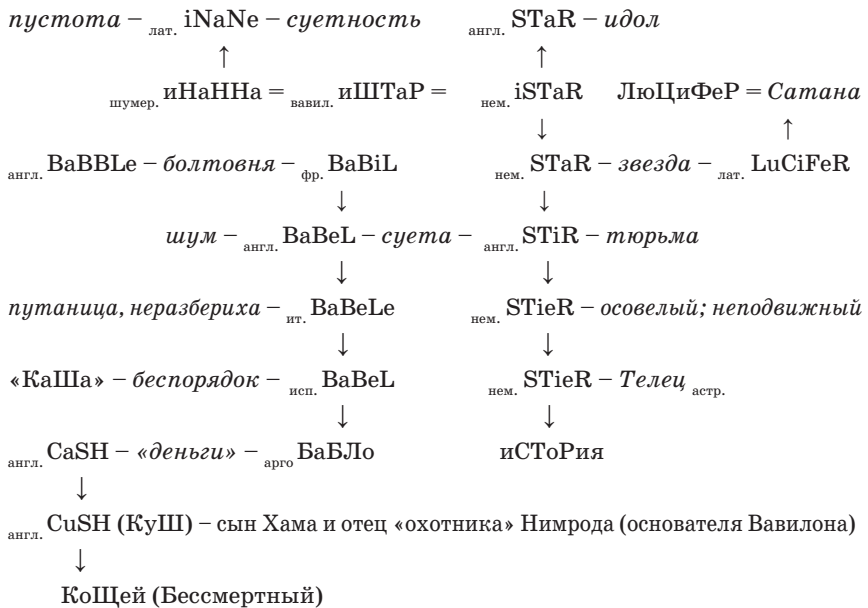 пустота – лат. iNaNe – суетность англ. STaR – идол
↑ ↑
шумер. иНаННа = вавил. иШТаР = нем. iSTaR ЛюЦиФеР = Сатана
↓ ↑
англ. BaBBLe – болтовня – фр. BaBiL нем. STaR – звезда – лат. LuCiFeR
↓ ↓
шум – англ. BaBeL – суета – англ. STiR – тюрьма
↓ ↓
путаница, неразбериха – ит. BaBeLe нем. STieR – осовелый; неподвижный
↓ ↓
«КаШа» – беспорядок – исп. BaBeL нем. STieR – Телец астр.
↓ ↓
англ. CaSH – «деньги» – арго БаБЛо иСТоРия
↓
англ. CuSH (КуШ) – сын Хама и отец «охотника» Нимрода (основателя Вавилона)
↓
КоЩей (Бессмертный)